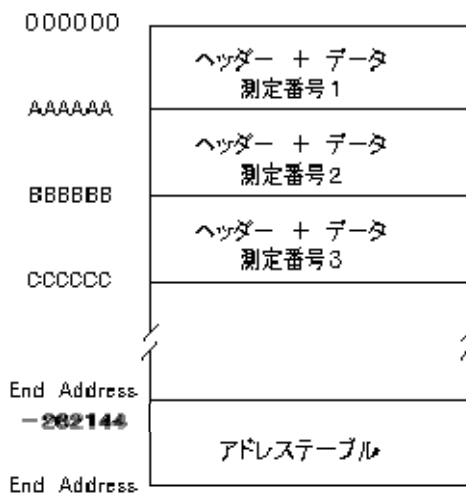 000000
ヘッダー + データ
測定番号1
AAAAAA
ヘッダー + データ
測定番号2
BBBBBB
ヘッダー + データ
測定番号3
CCCCCC
End Address
-262144
アドレステーブル
End Address